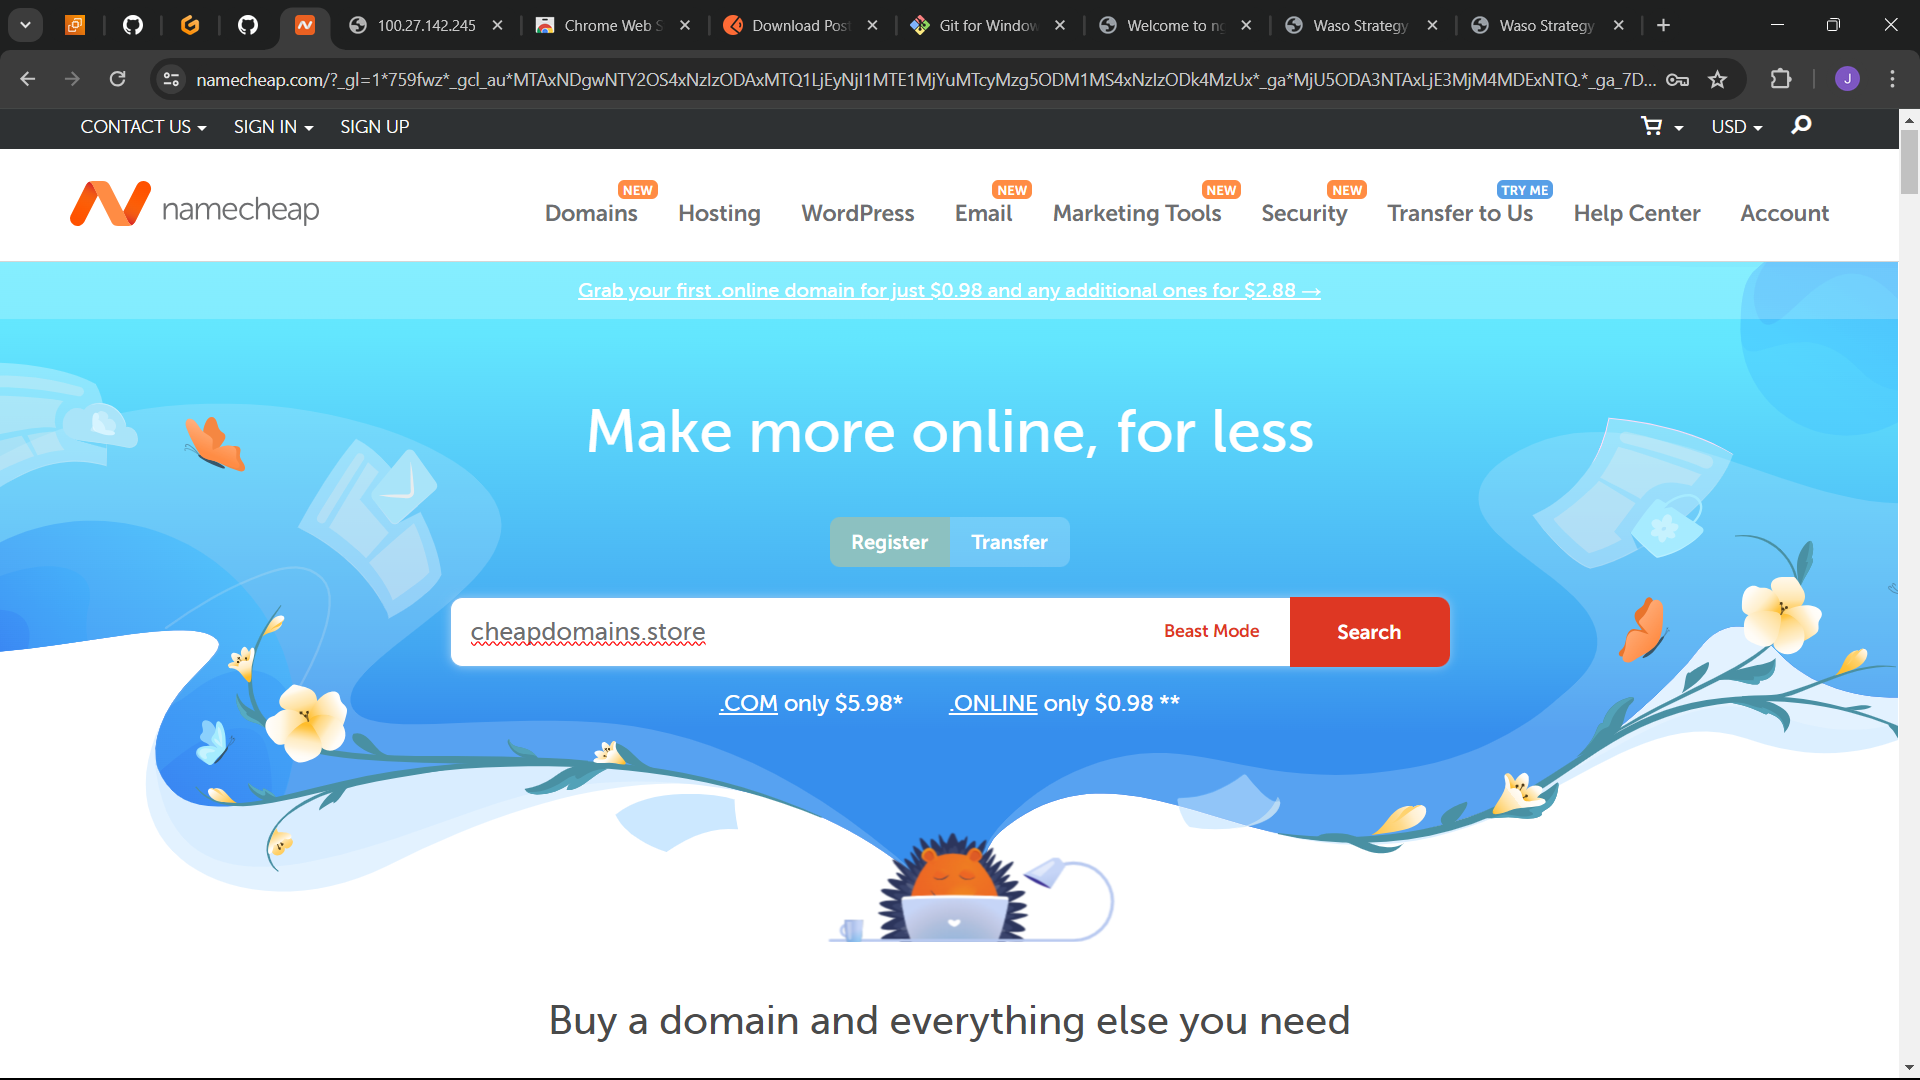 100.27.142.245
Chrome Web S
Download Pos
Git for Window
Welcome to ng
Waso Strategy
Waso Strategy
namecheap.com/?_gl=1*759fwz*_gcl_au*MTAxNDgwNTY2OS4xNzIzODAxMTQ1LjEyNjI1MTE1MjYuMTcyMzg5ODM1MS4xNzIzODk4MzUx*_ga*MjU5ODA3NTAxLjE3MjM4MDExNTQ.*_ga_7D...
J
CONTACT US SIGN IN SIGN UP USD
namecheap
NEW NEW NEW NEW TRY ME
Domains Hosting WordPress Email Marketing Tools Security Transfer to Us Help Center Account
Grab your first .online domain for just $0.98 and any additional ones for $2.88 →
Make more online, for less
Register Transfer
cheapdomains.store Beast Mode Search
.COM only $5.98* .ONLINE only $0.98 **
Buy a domain and everything else you need